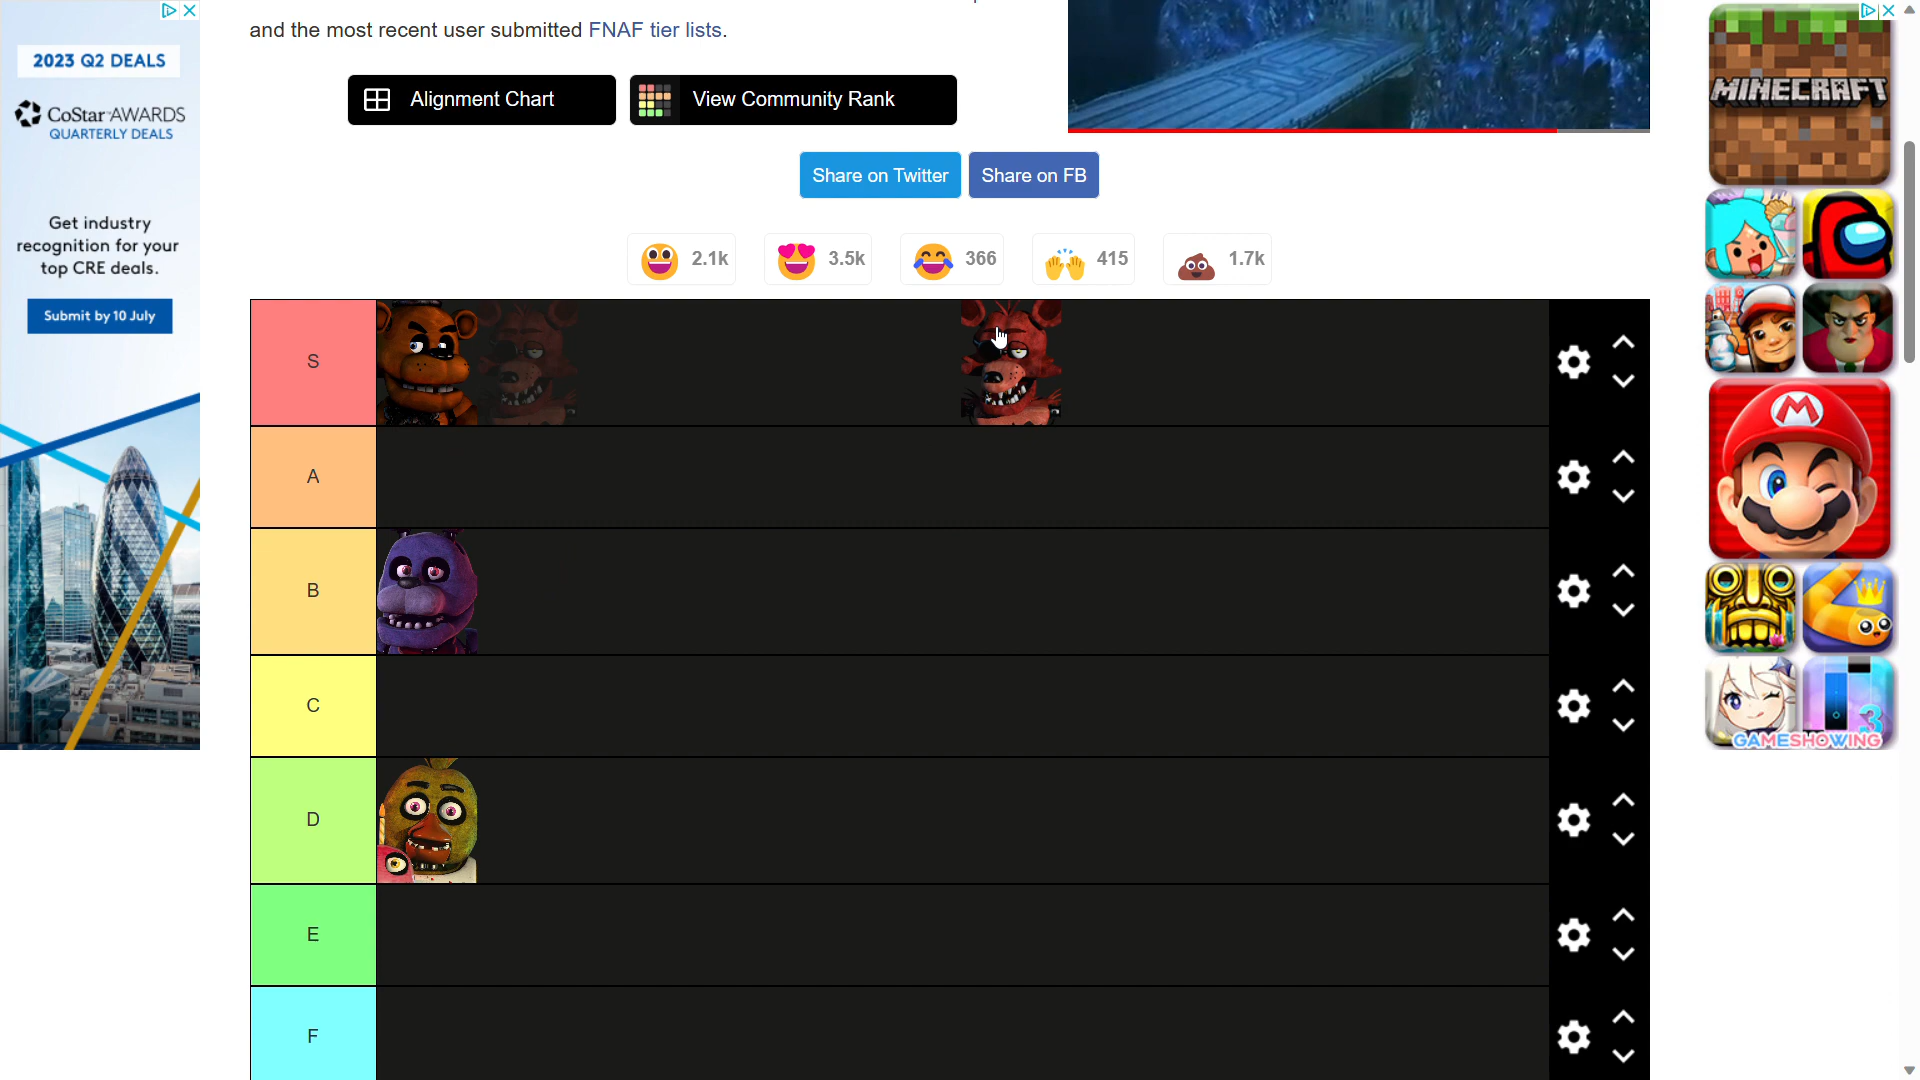 2023 Q2 DEALS
CoStar AWARDS
QUARTERLY DEALS
Get industry
recognition for your
top CRE deals.
Submit by 10 July
and the most recent user submitted FNAF tier lists.
Alignment Chart
View Community Rank
Share on Twitter
Share on FB
2.1k
3.5k
366
415
1.7k
S
A
B
C
D
E
F
MINECRAFT
M
3
GAMESHOWING